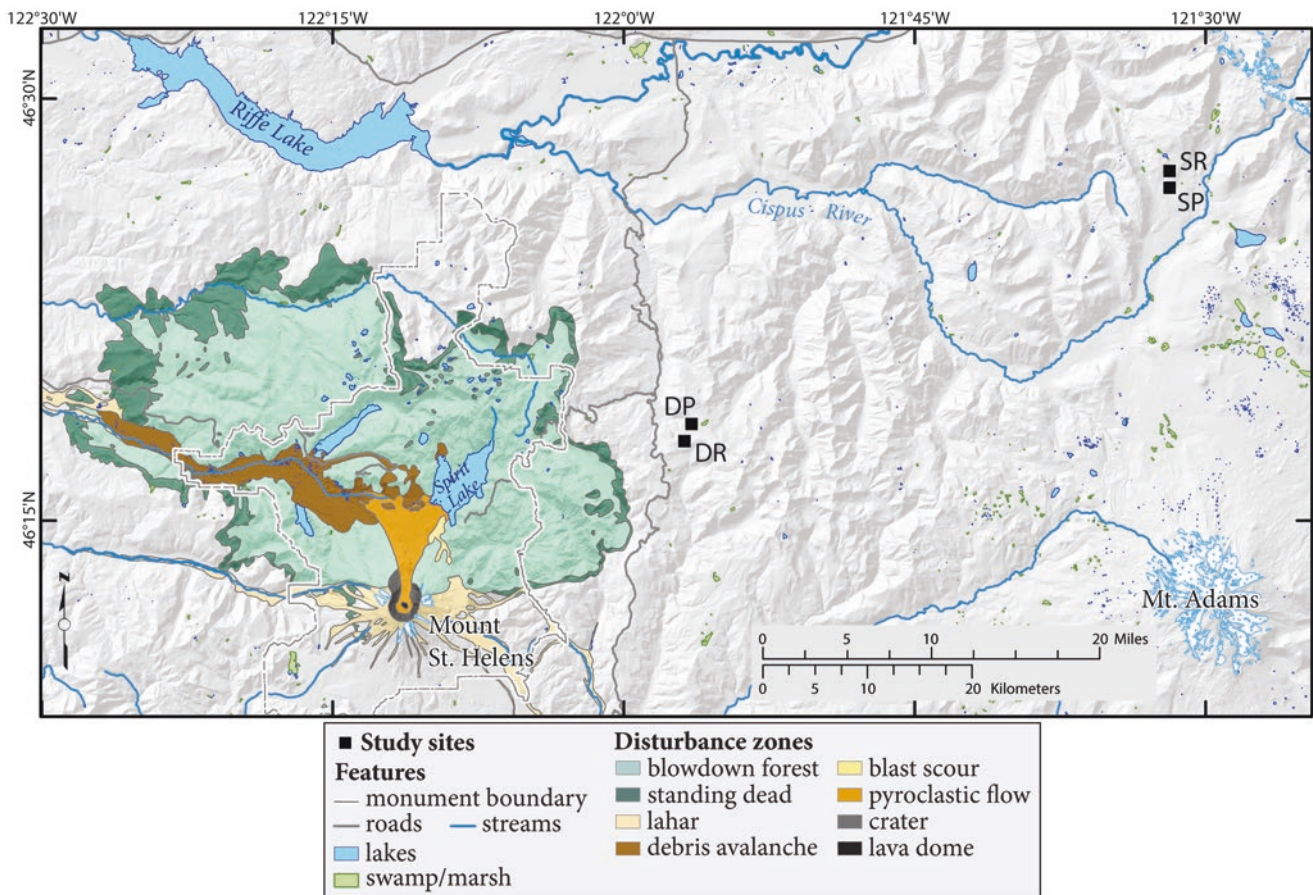 122°30'W 122°15'W 122°0'W 121°45'W 121°30'W
46°30'N
Riffe Lake
SR
SP
Cispus River
DP
DR
Spirit
Lake
46°15'N
Mt. Adams
Mount
St. Helens
0 5 10 20 Miles
0 5 10 20 Kilometers
Z
Study sites
Features
monument boundary
roads streams
lakes
swamp/marsh
Disturbance zones
blowdown forest
standing dead
lahar
debris avalanche
blast scour
pyroclastic flow
crater
lava dome